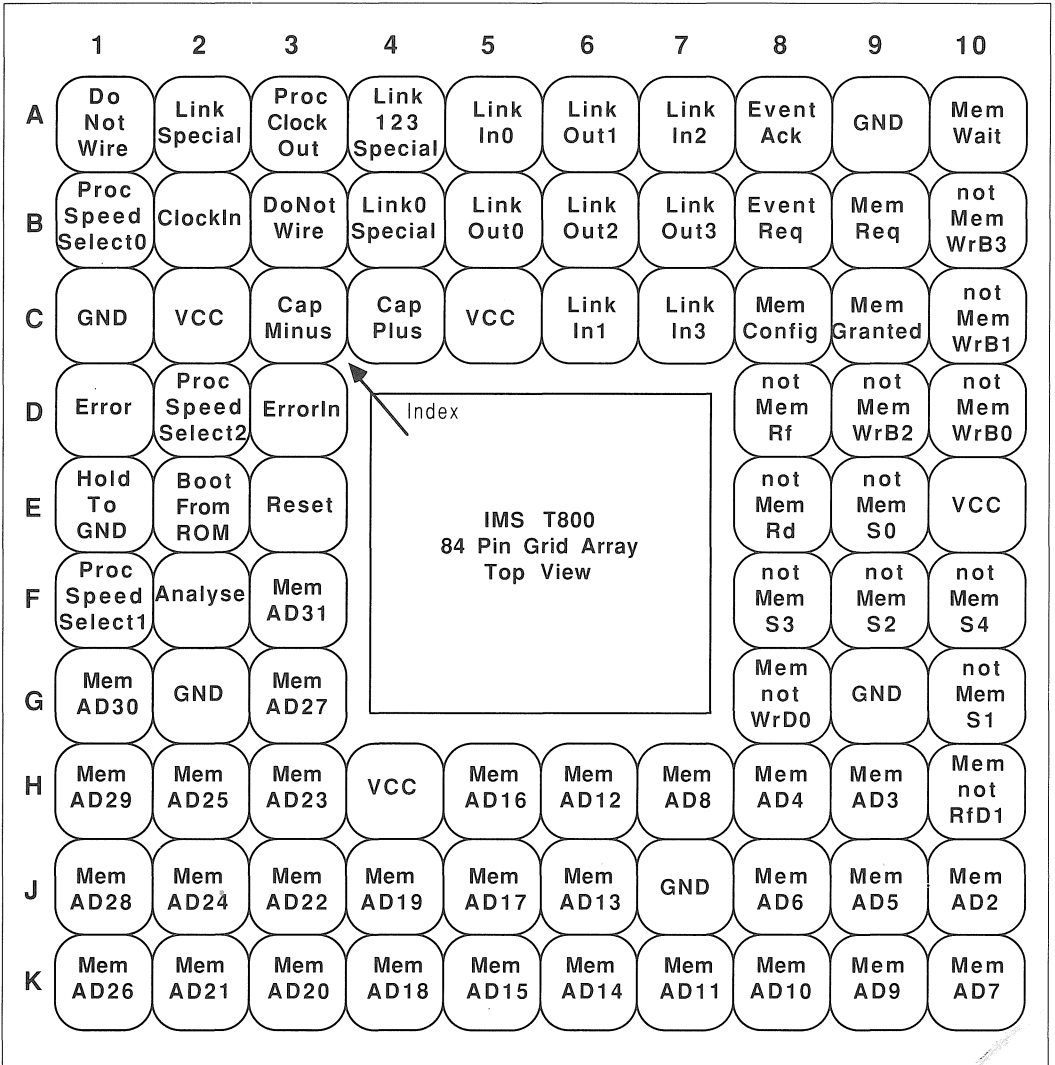 1 2 3 4 5 6 7 8 9 10
A
Do
Not
Wire
Link
Special
Proc
Clock
Out
Link
123
Special
Link
In0
Link
Out1
Link
In2
Event
Ack
GND
Mem
Wait
B
Proc
Speed
Select0
ClockIn
DoNot
Wire
Link0
Special
Link
Out0
Link
Out2
Link
Out3
Event
Req
Mem
Req
not
Mem
WrB3
C
GND
VCC
Cap
Minus
Cap
Plus
VCC
Link
In1
Link
In3
Mem
Config
Mem
Granted
not
Mem
WrB1
D
Error
Proc
Speed
Select2
ErrorIn
Index
not
Mem
Rf
not
Mem
WrB2
not
Mem
WrB0
E
Hold
To
GND
Boot
From
ROM
Reset
IMS T800
84 Pin Grid Array
Top View
not
Mem
Rd
not
Mem
S0
VCC
F
Proc
Speed
Select1
Analyse
Mem
AD31
not
Mem
S3
not
Mem
S2
not
Mem
S4
G
Mem
AD30
GND
Mem
AD27
Mem
not
WrD0
GND
not
Mem
S1
H
Mem
AD29
Mem
AD25
Mem
AD23
VCC
Mem
AD16
Mem
AD12
Mem
AD8
Mem
AD4
Mem
AD3
Mem
not
RfD1
J
Mem
AD28
Mem
AD24
Mem
AD22
Mem
AD19
Mem
AD17
Mem
AD13
GND
Mem
AD6
Mem
AD5
Mem
AD2
K
Mem
AD26
Mem
AD21
Mem
AD20
Mem
AD18
Mem
AD15
Mem
AD14
Mem
AD11
Mem
AD10
Mem
AD9
Mem
AD7